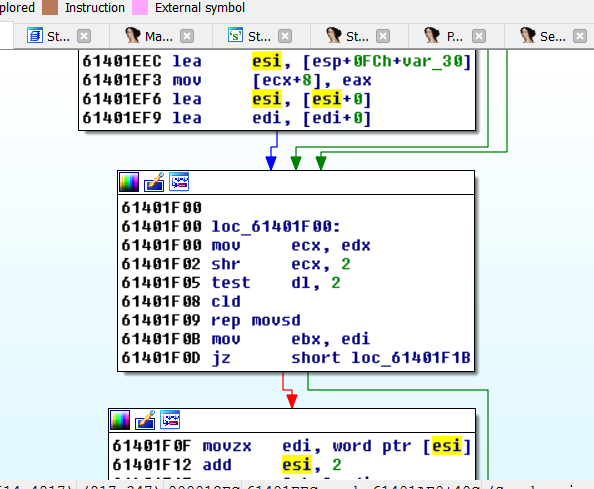 plored Instruction External symbol
St... Ma... St... St... P... Se...
61401EEC lea esi, [esp+0FCh+var_30]
61401EF3 mov [ecx+8], eax
61401EF6 lea esi, [esi+0]
61401EF9 lea edi, [edi+0]
61401F00
61401F00 loc_61401F00:
61401F00 mov ecx, edx
61401F02 shr ecx, 2
61401F05 test dl, 2
61401F08 cld
61401F09 rep movsd
61401F0B mov ebx, edi
61401F0D jz short loc_61401F1B
61401F0F movzx edi, word ptr [esi]
61401F12 add esi, 2